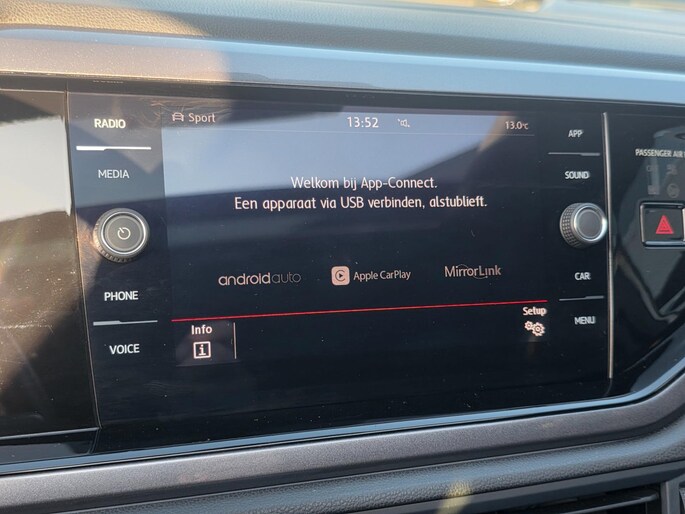 RADIO
MEDIA
PHONE
VOICE
Sport
13:52
13.0°C
Welkom bij App-Connect.
Een apparaat via USB verbinden, alstublieft.
androidauto
Apple CarPlay
MirrorLink
Info
Setup
APP
SOUND
CAR
MENU
PASSENGER AIR